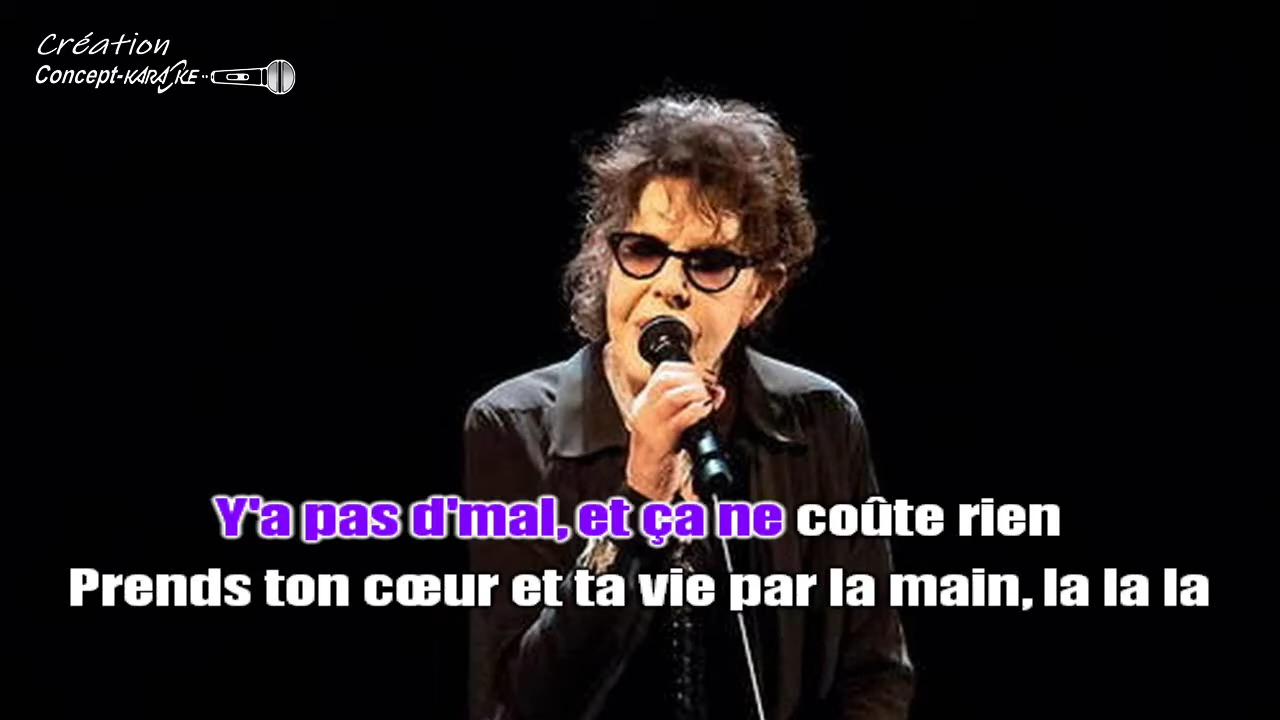 Création
Concept-KARAOKE
Y'a pas d'mal, et ça ne coûte rien
Prends ton cœur et ta vie par la main, la la la